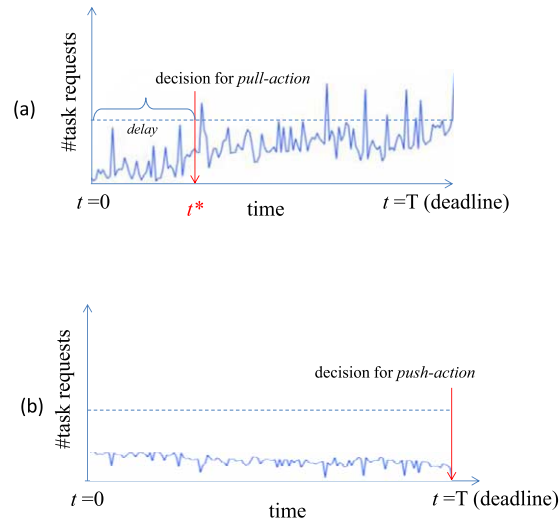 decision for pull-action
(a)
#task requests
delay
t =0
t*
time
t =T (deadline)
decision for push-action
(b)
#task requests
t =0
time
t =T (deadline)